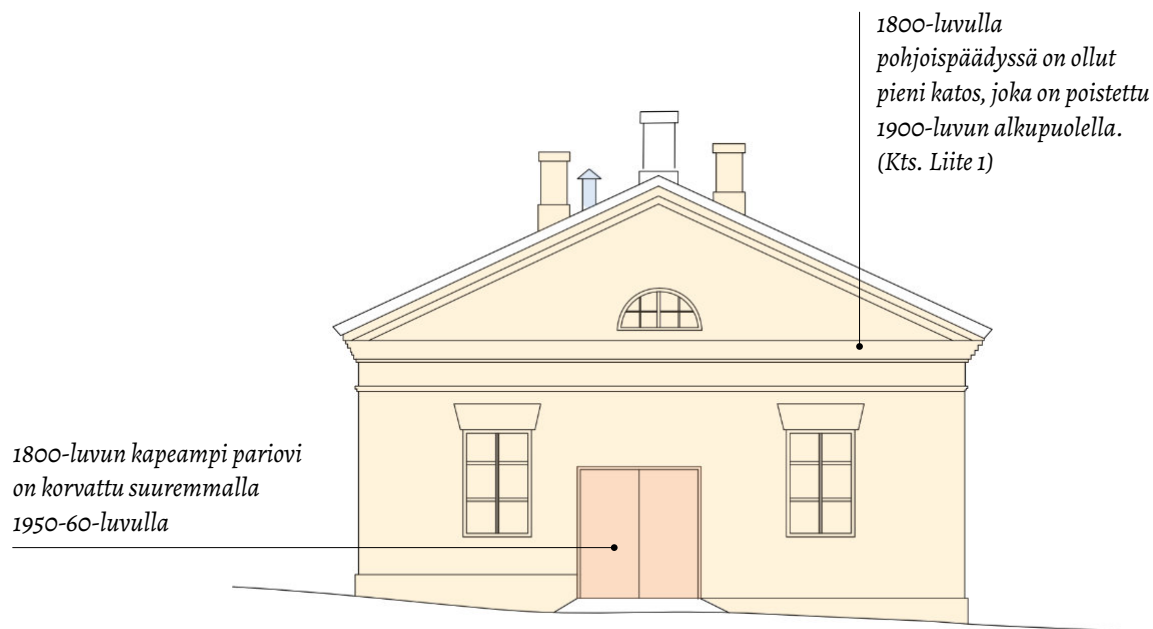 1800-luvulla
pohjoispäädyssä on ollut
pieni katos, joka on poistettu
1900-luvun alkupuolella.
(Kts. Liite 1)
1800-luvun kapeampi pariovi
on korvattu suuremmalla
1950-60-luvulla